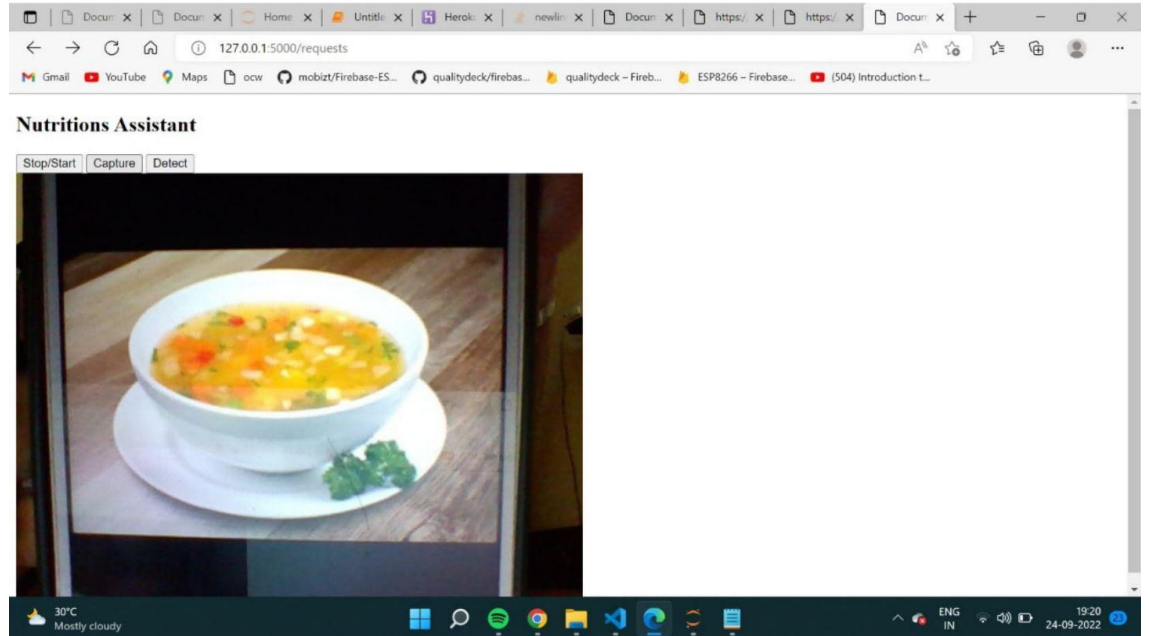 Docum
Docum
Home
Untitle
Herok
newlin
Docum
https:/
https:/
Docum
127.0.0.1:5000/requests
Gmail
YouTube
Maps
ocw
mobizt/Firebase-ES...
qualitydeck/firebas...
qualitydeck – Fireb...
ESP8266 – Firebase...
(504) Introduction t...
Nutritions Assistant
Stop/Start
Capture
Detect
30°C
Mostly cloudy
ENG
IN
19:20
24-09-2022
23